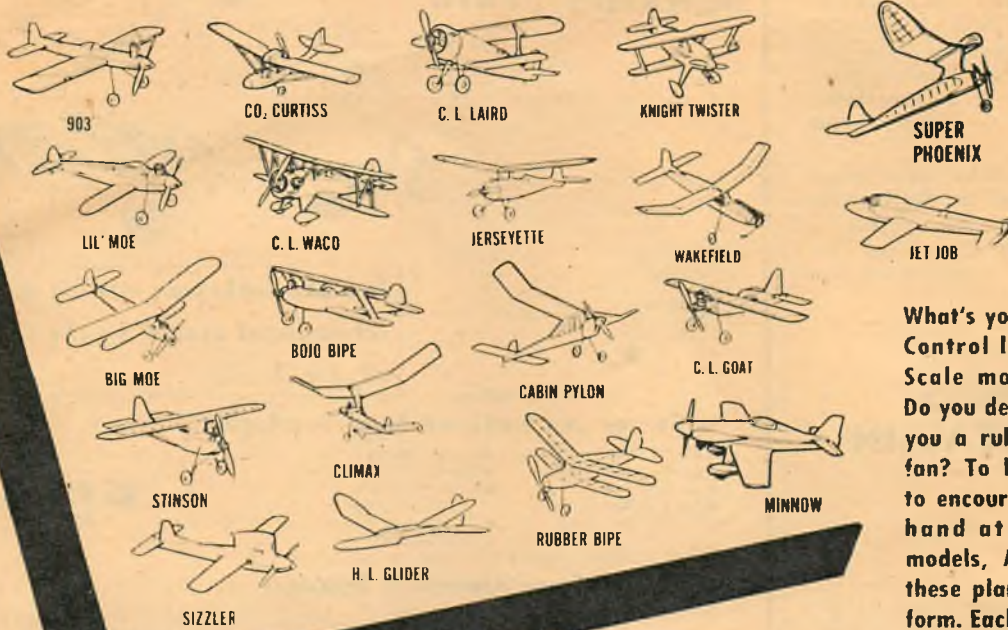 903
CO₂ CURTISS
C. L. LAIRD
KNIGHT TWISTER
SUPER
PHOENIX
LIL' MOE
C. L. WACO
JERSEYETTE
WAKEFIELD
JET JOB
BIG MOE
BOJO BIPE
CABIN PYLON
C. L. GOAT
STINSON
CLIMAX
RUBBER BIPE
MINNOW
SIZZLER
H. L. GLIDER
What's yo
Control l
Scale mo
Do you de
you a rul
fan? To
to encour
hand at
models, A
these pla
form. Each